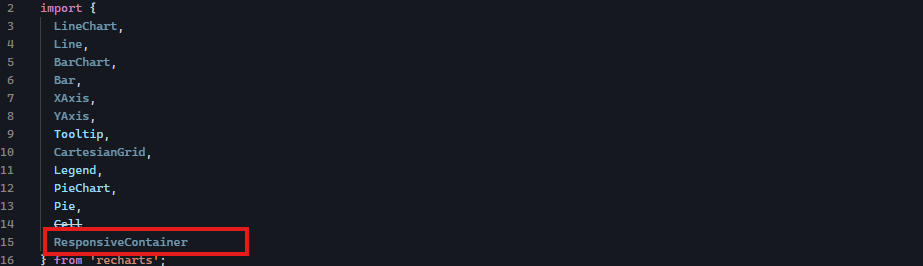 2 import {
3 LineChart,
4 Line,
5 BarChart,
6 Bar,
7 XAxis,
8 YAxis,
9 Tooltip,
10 CartesianGrid,
11 Legend,
12 PieChart,
13 Pie,
14 Cell
15 ResponsiveContainer
16 } from 'recharts';